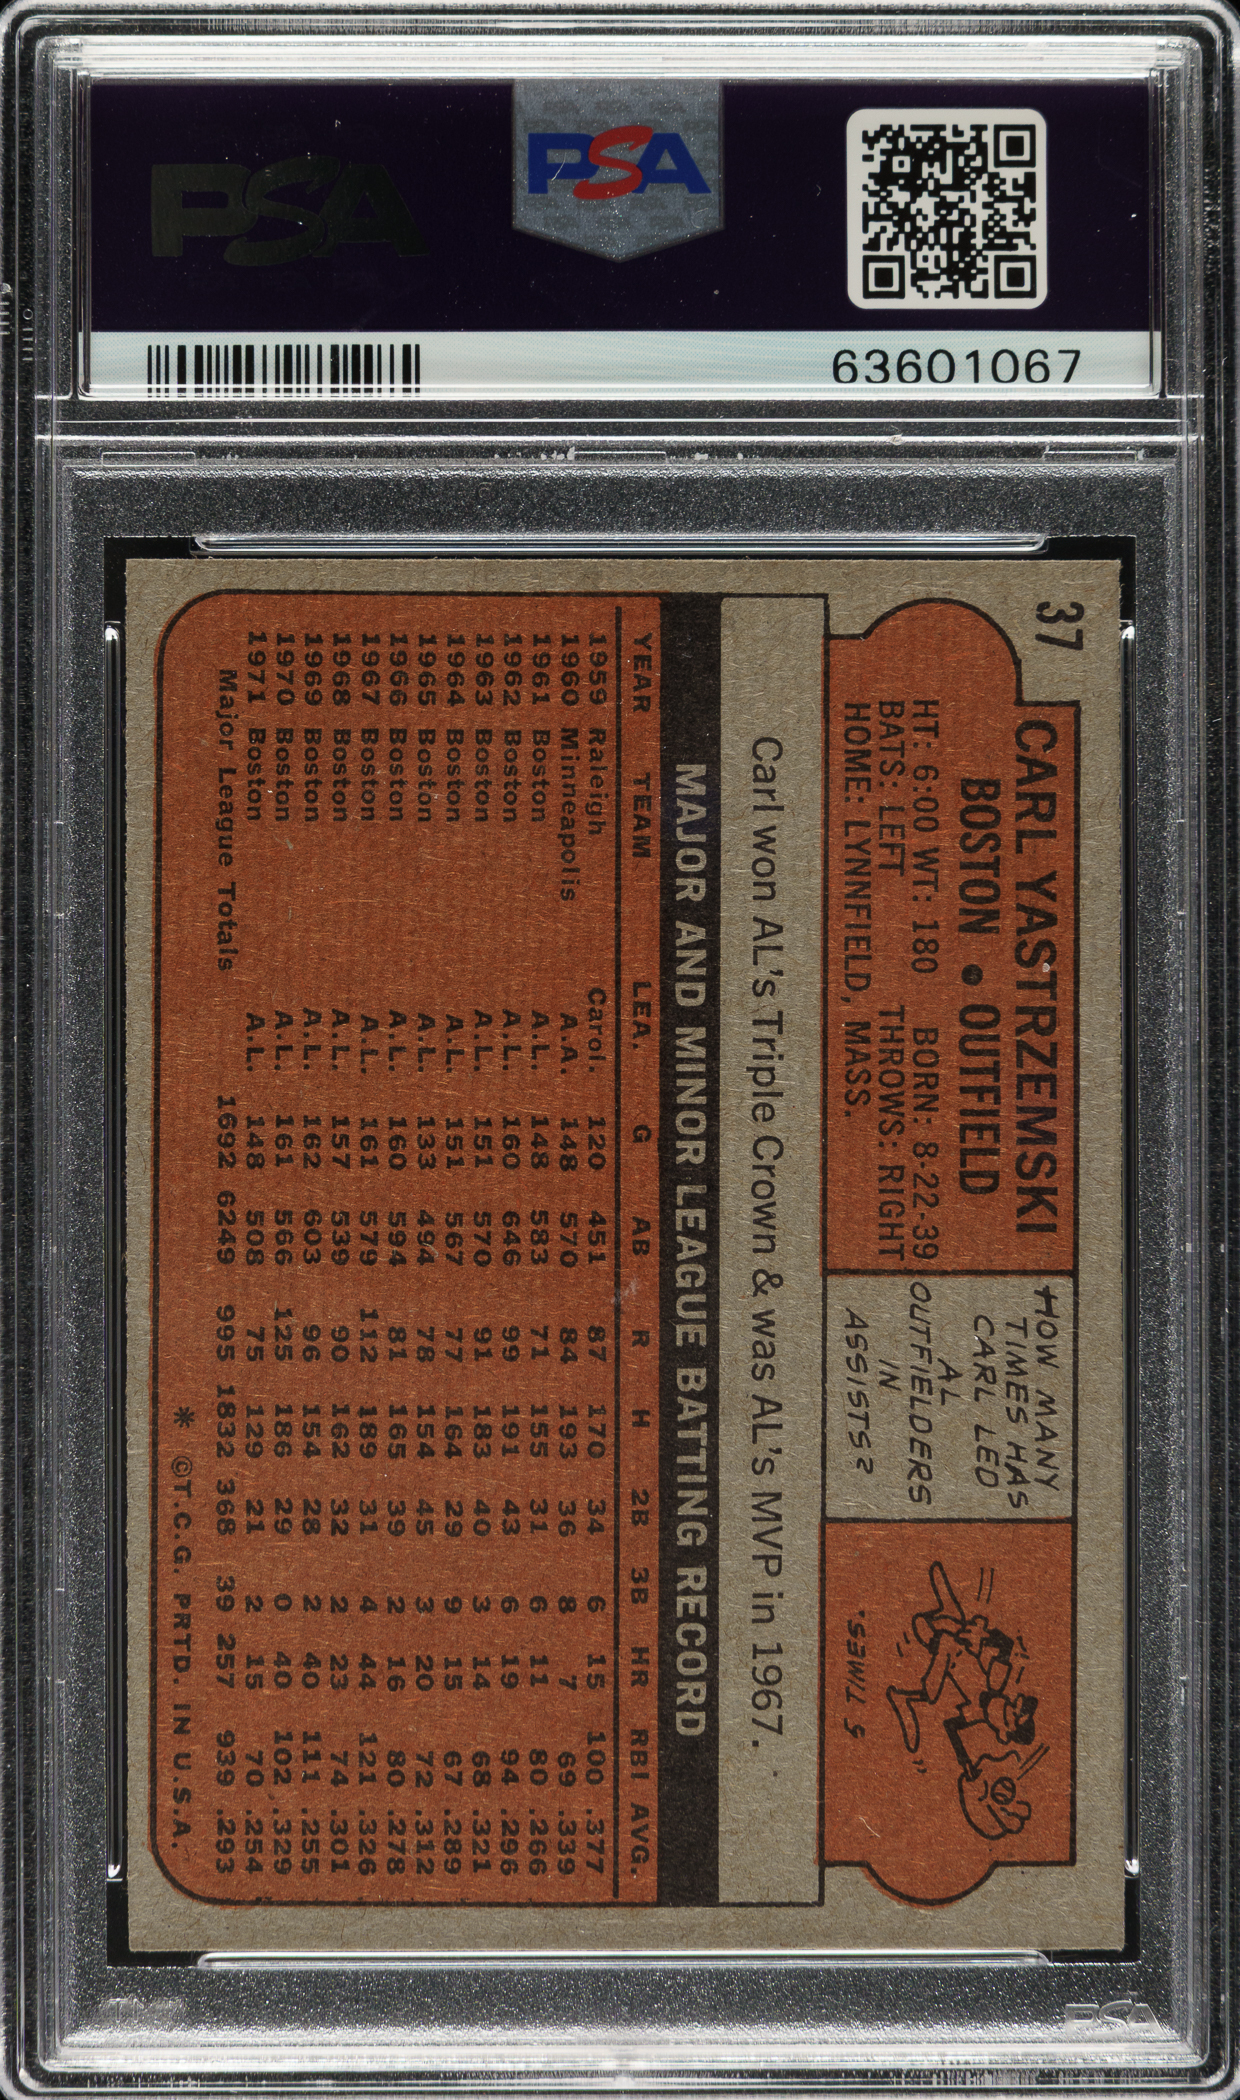 PSA
PSA
63601067
37
CARL YASTRZEMSKI
BOSTON • OUTFIELD
HT: 6:00 WT: 180 BORN: 8-22-39
BATS: LEFT THROWS: RIGHT
HOME: LYNNFIELD, MASS.
HOW MANY
TIMES HAS
CARL LED
AL
OUTFIELDERS
IN
ASSISTS?
5 TIMES.
Carl won AL's Triple Crown & was AL's MVP in 1967.
MAJOR AND MINOR LEAGUE BATTING RECORD
YEAR TEAM LEA. G AB R H 2B 3B HR RBI AVG.
1959 Raleigh Carol. 120 451 87 170 34 6 15 100 .377
1960 Minneapolis A.A. 148 570 84 193 36 8 7 69 .339
1961 Boston A.L. 148 583 71 155 31 6 11 80 .266
1962 Boston A.L. 160 646 99 191 43 6 19 94 .296
1963 Boston A.L. 151 570 91 183 40 3 14 68 .321
1964 Boston A.L. 151 567 77 164 29 9 15 67 .289
1965 Boston A.L. 133 494 78 154 45 3 20 72 .312
1966 Boston A.L. 160 594 81 165 39 2 16 80 .278
1967 Boston A.L. 161 579 112 189 31 4 44 121 .326
1968 Boston A.L. 157 539 90 162 32 2 23 74 .301
1969 Boston A.L. 162 603 96 154 28 2 40 111 .255
1970 Boston A.L. 161 566 125 186 29 0 40 102 .329
1971 Boston A.L. 148 508 75 129 21 2 15 70 .254
Major League Totals 1692 6249 995 1832 368 39 257 939 .293
* ©T.C.G. PRTD. IN U.S.A.
PSA